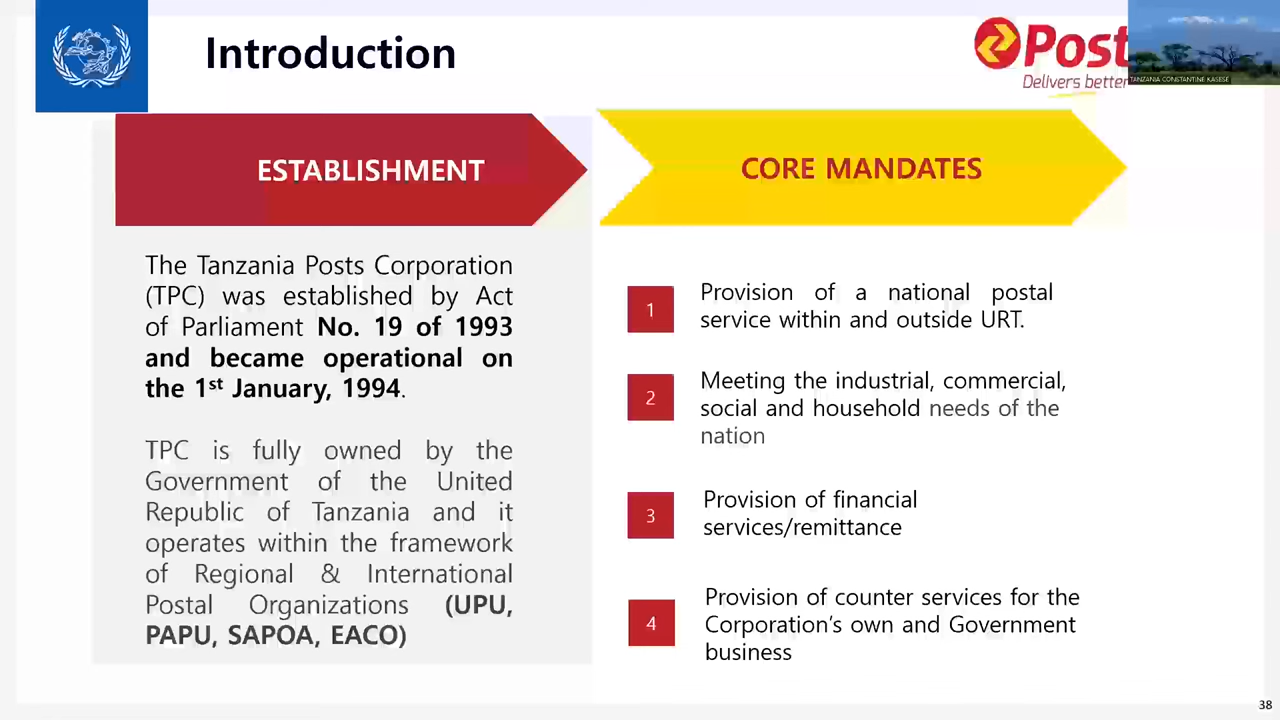 Introduction
Post
Delivers better
TANZANIA CONSTANTINE KASESE
ESTABLISHMENT
CORE MANDATES
The Tanzania Posts Corporation
(TPC) was established by Act
of Parliament No. 19 of 1993
and became operational on
the 1st January, 1994.
TPC is fully owned by the
Government of the United
Republic of Tanzania and it
operates within the framework
of Regional & International
Postal Organizations (UPU,
PAPU, SAPOA, EACO)
1
Provision of a national postal
service within and outside URT.
2
Meeting the industrial, commercial,
social and household needs of the
nation
3
Provision of financial
services/remittance
4
Provision of counter services for the
Corporation’s own and Government
business
38